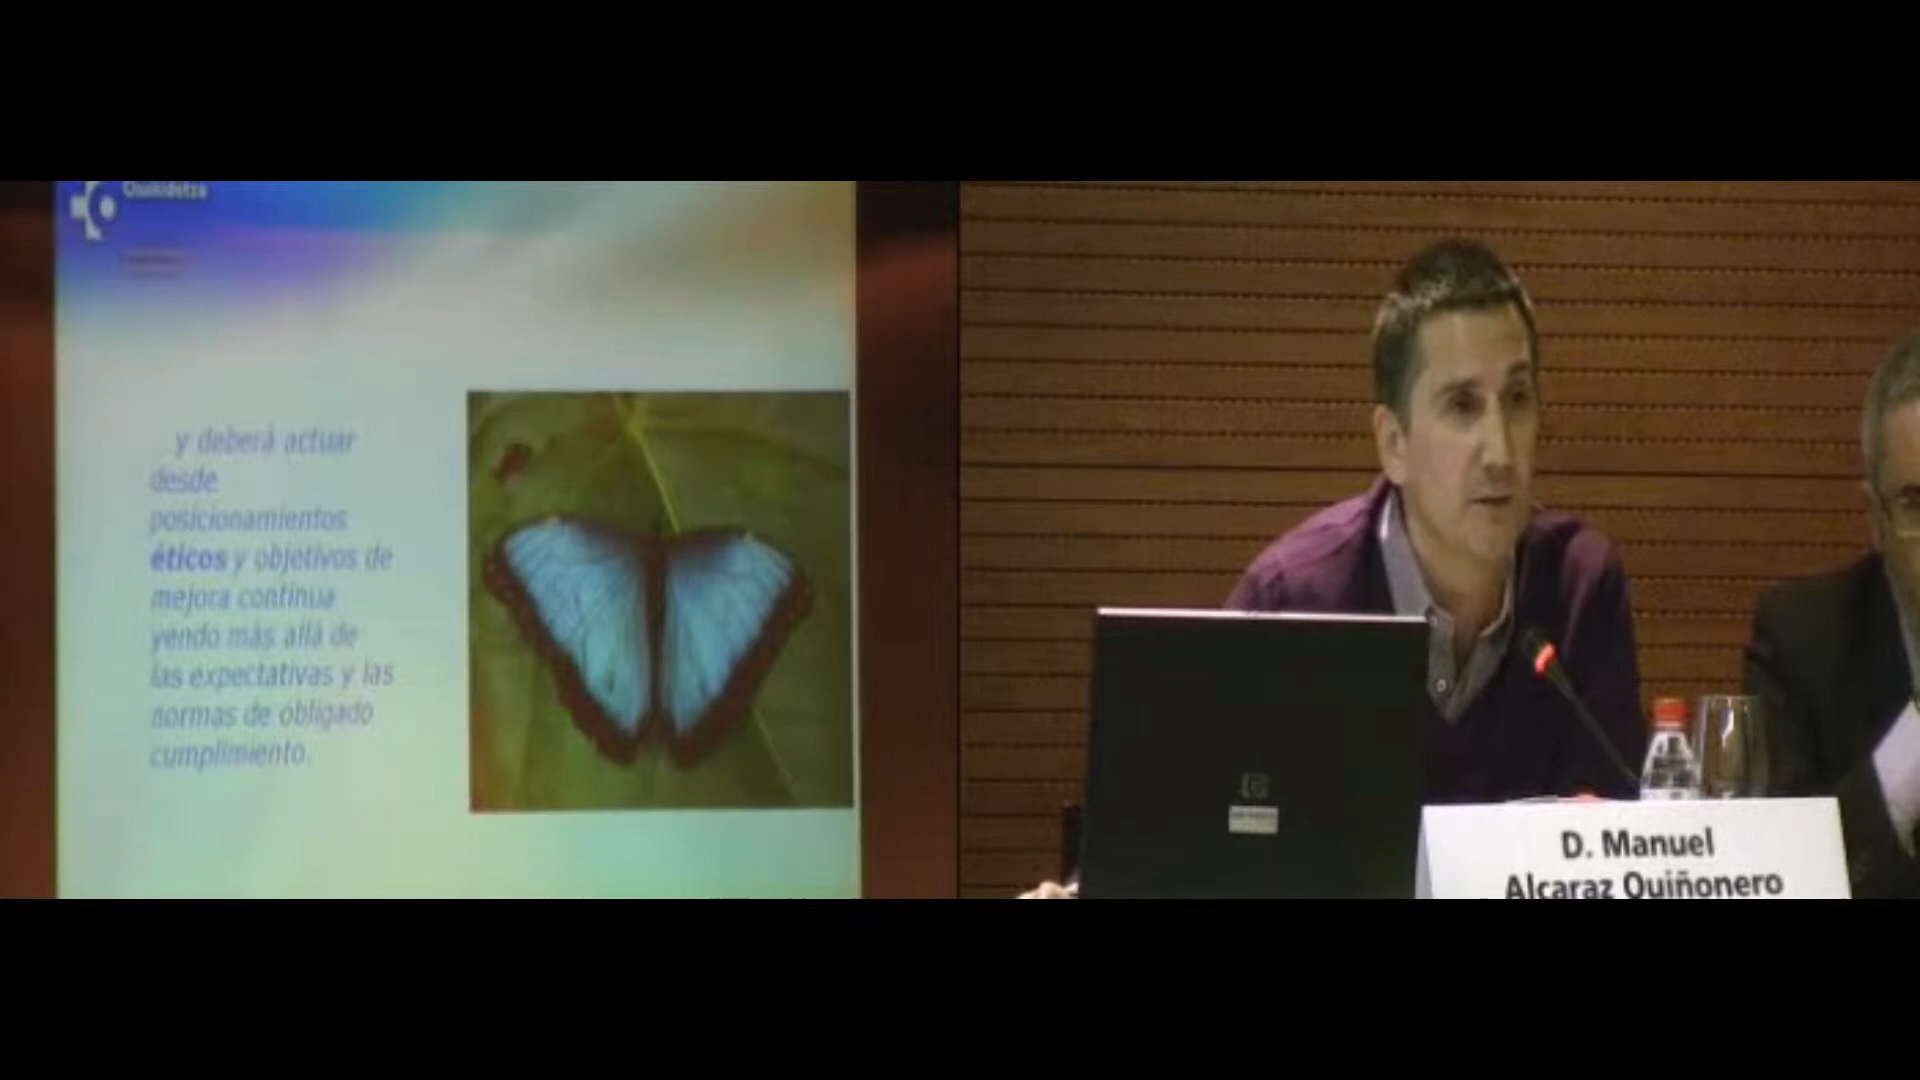 Osakidetza
y deberá actuar
desde
posicionamientos
éticos y objetivos de
mejora continua
yendo más allá de
las expectativas y las
normas de obligado
cumplimiento.
D. Manuel
Alcaraz Quiñonero